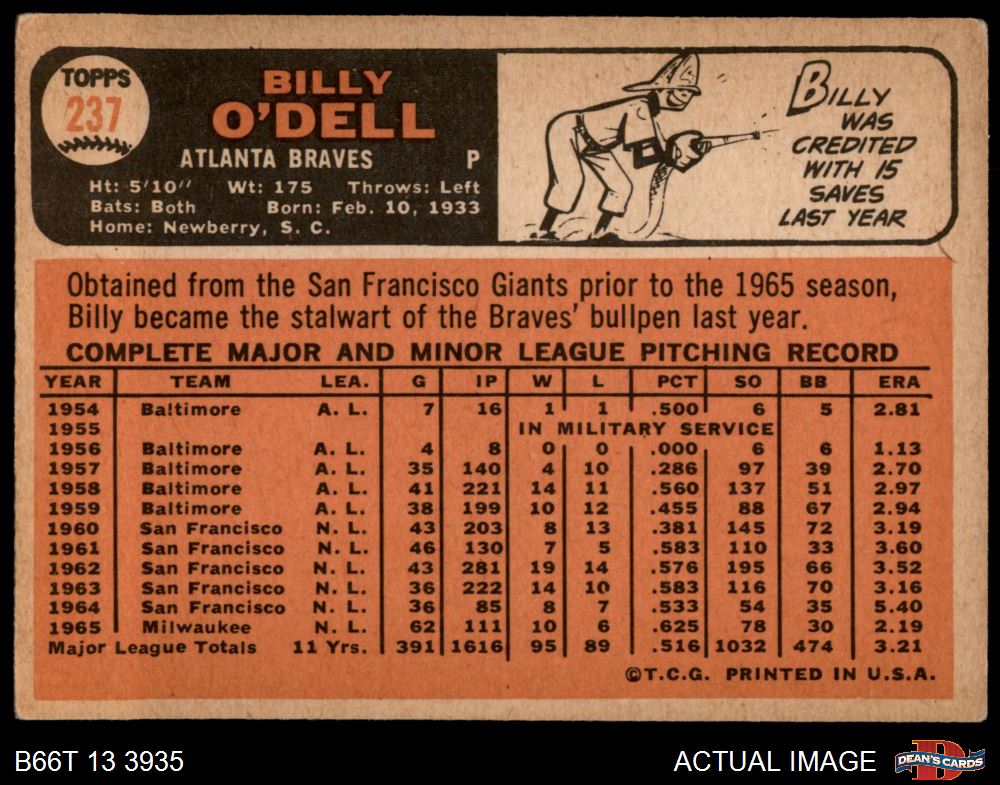 TOPPS
237
BILLY
O'DELL
ATLANTA BRAVES P
Ht: 5'10" Wt: 175 Throws: Left
Bats: Both Born: Feb. 10, 1933
Home: Newberry, S. C.
BILLY
WAS
CREDITED
WITH 15
SAVES
LAST YEAR
Obtained from the San Francisco Giants prior to the 1965 season,
Billy became the stalwart of the Braves' bullpen last year.
COMPLETE MAJOR AND MINOR LEAGUE PITCHING RECORD
YEAR TEAM LEA. G IP W L PCT SO BB ERA
1954 Baltimore A. L. 7 16 1 1 .500 6 5 2.81
1955 IN MILITARY SERVICE
1956 Baltimore A. L. 4 8 0 0 .000 6 6 1.13
1957 Baltimore A. L. 35 140 4 10 .286 97 39 2.70
1958 Baltimore A. L. 41 221 14 11 .560 137 51 2.97
1959 Baltimore A. L. 38 199 10 12 .455 88 67 2.94
1960 San Francisco N. L. 43 203 8 13 .381 145 72 3.19
1961 San Francisco N. L. 46 130 7 5 .583 110 33 3.60
1962 San Francisco N. L. 43 281 19 14 .576 195 66 3.52
1963 San Francisco N. L. 36 222 14 10 .583 116 70 3.16
1964 San Francisco N. L. 36 85 8 7 .533 54 35 5.40
1965 Milwaukee N. L. 62 111 10 6 .625 78 30 2.19
Major League Totals 11 Yrs. 391 1616 95 89 .516 1032 474 3.21
©T.C.G. PRINTED IN U.S.A.
B66T 13 3935
ACTUAL IMAGE
DEAN'S CARDS